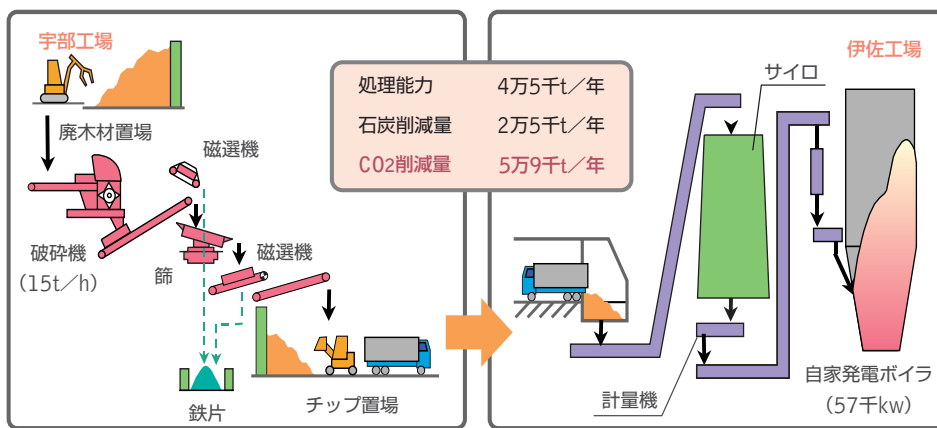 宇部工場
廃木材置場
磁選機
破砕機
(15t/h)
篩
磁選機
鉄片
チップ置場
処理能力 4万5千t/年
石炭削減量 2万5千t/年
CO2削減量 5万9千t/年
伊佐工場
サイロ
計量機
自家発電ボイラ
(57千kw)